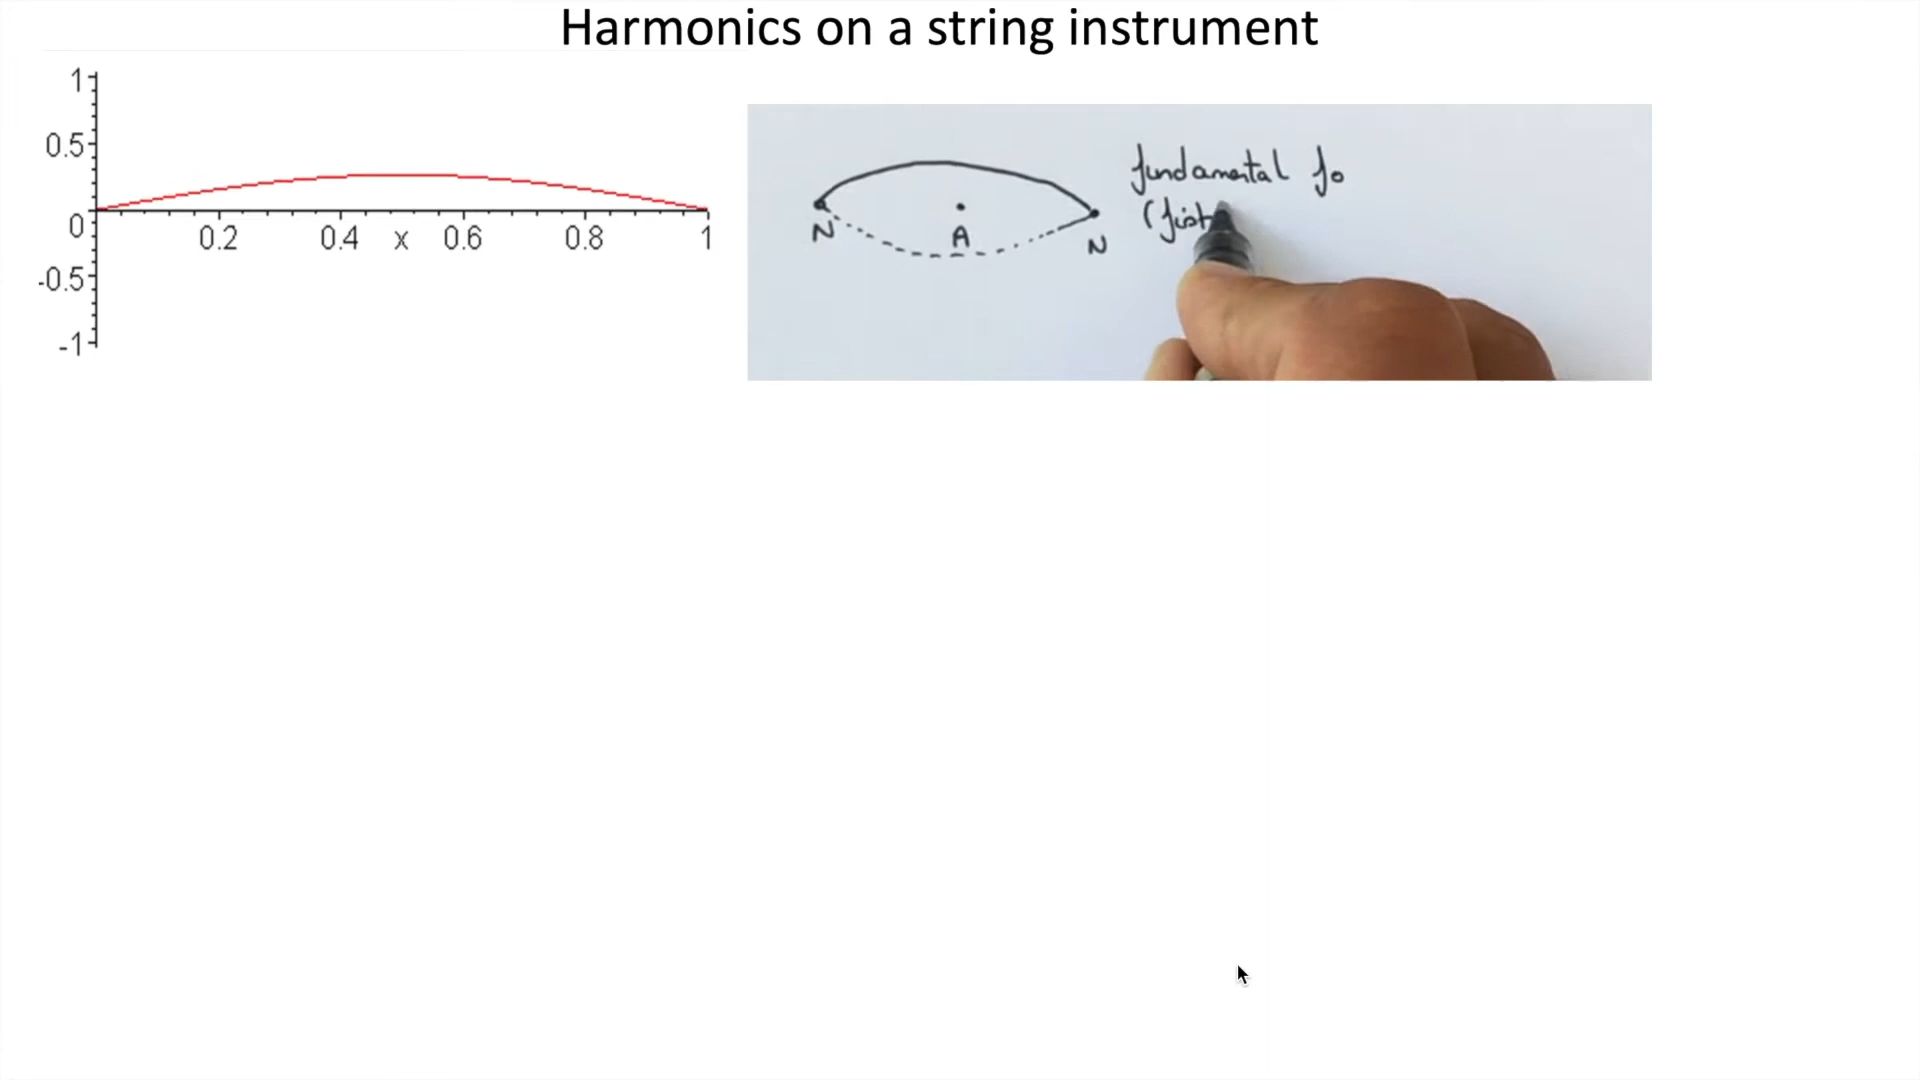 Harmonics on a string instrument
1
0.5
0
-0.5
-1
0.2 0.4 x 0.6 0.8 1
fundamental fo
(fist
N A N